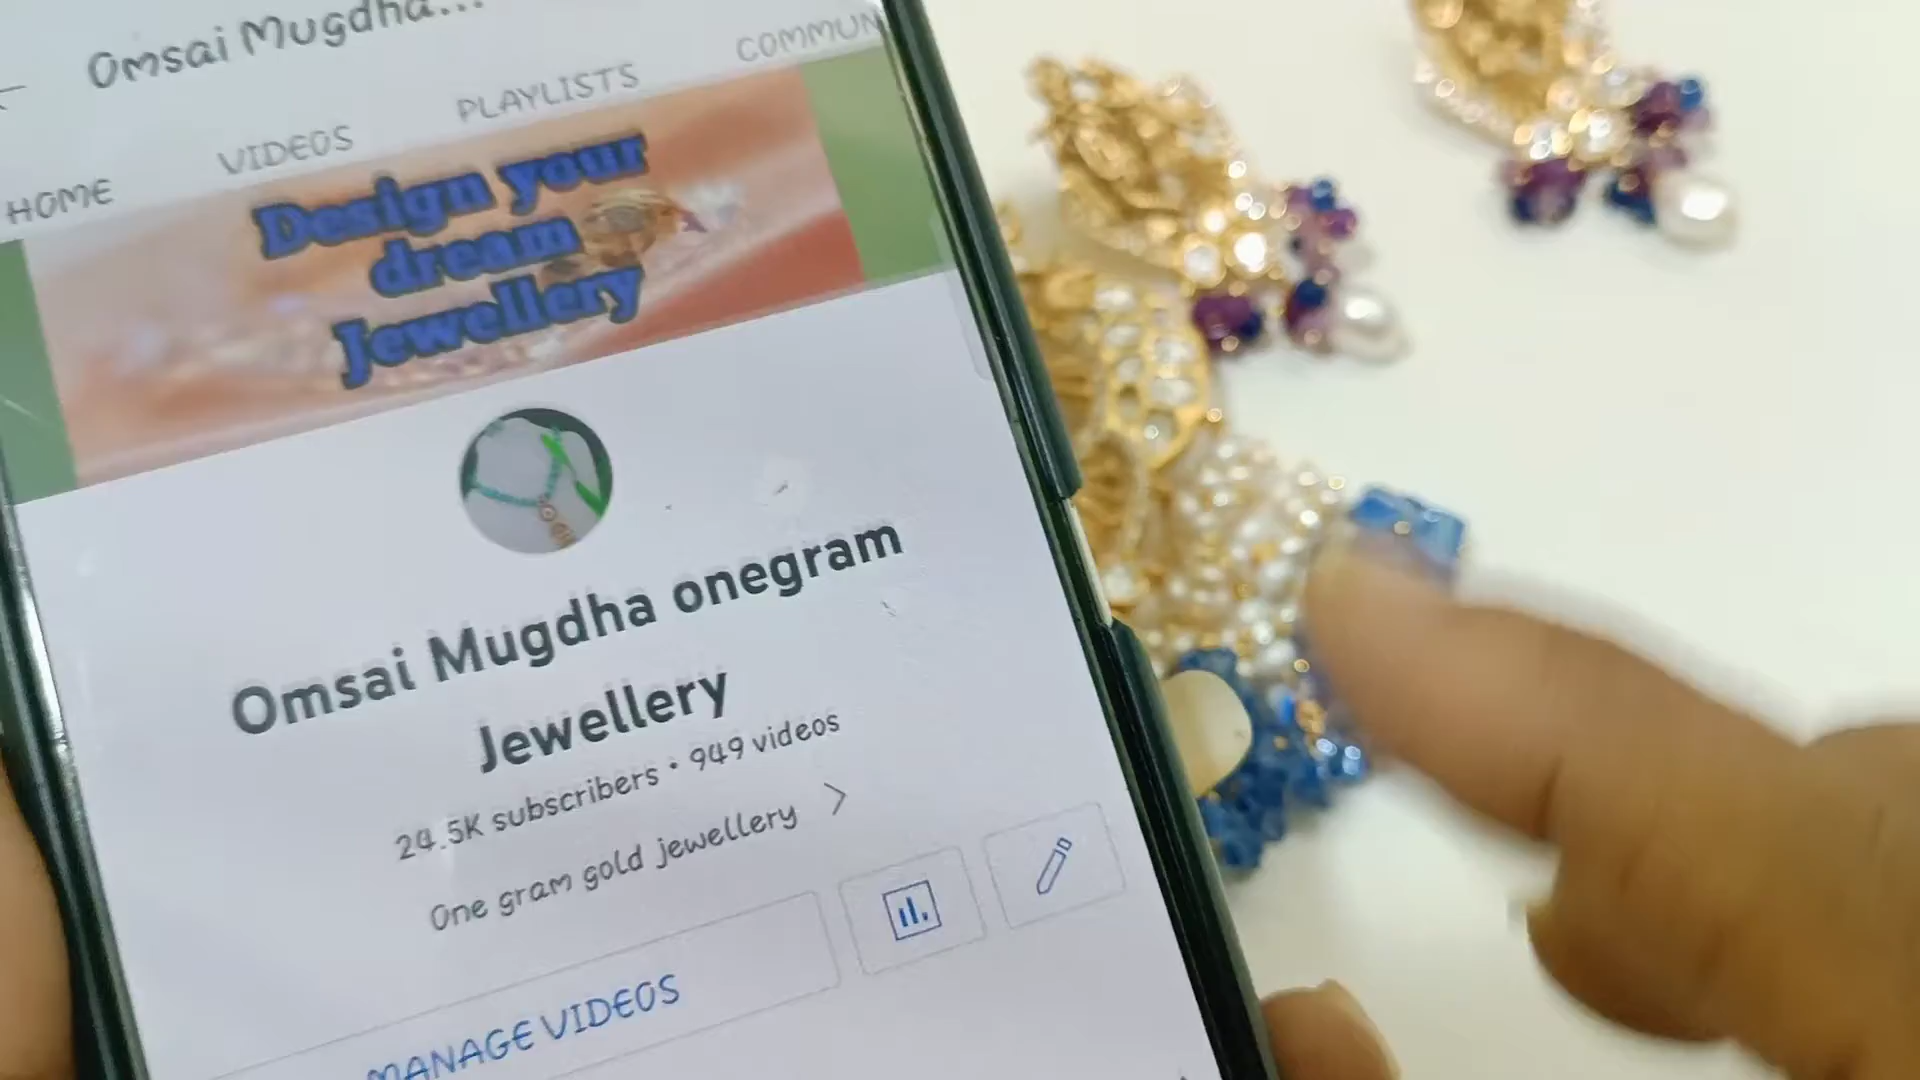 Omsai Mugdha...
HOME VIDEOS PLAYLISTS COMMUN
Design your
dream
Jewellery
Omsai Mugdha onegram
Jewellery
24.5K subscribers • 949 videos
One gram gold jewellery >
MANAGE VIDEOS